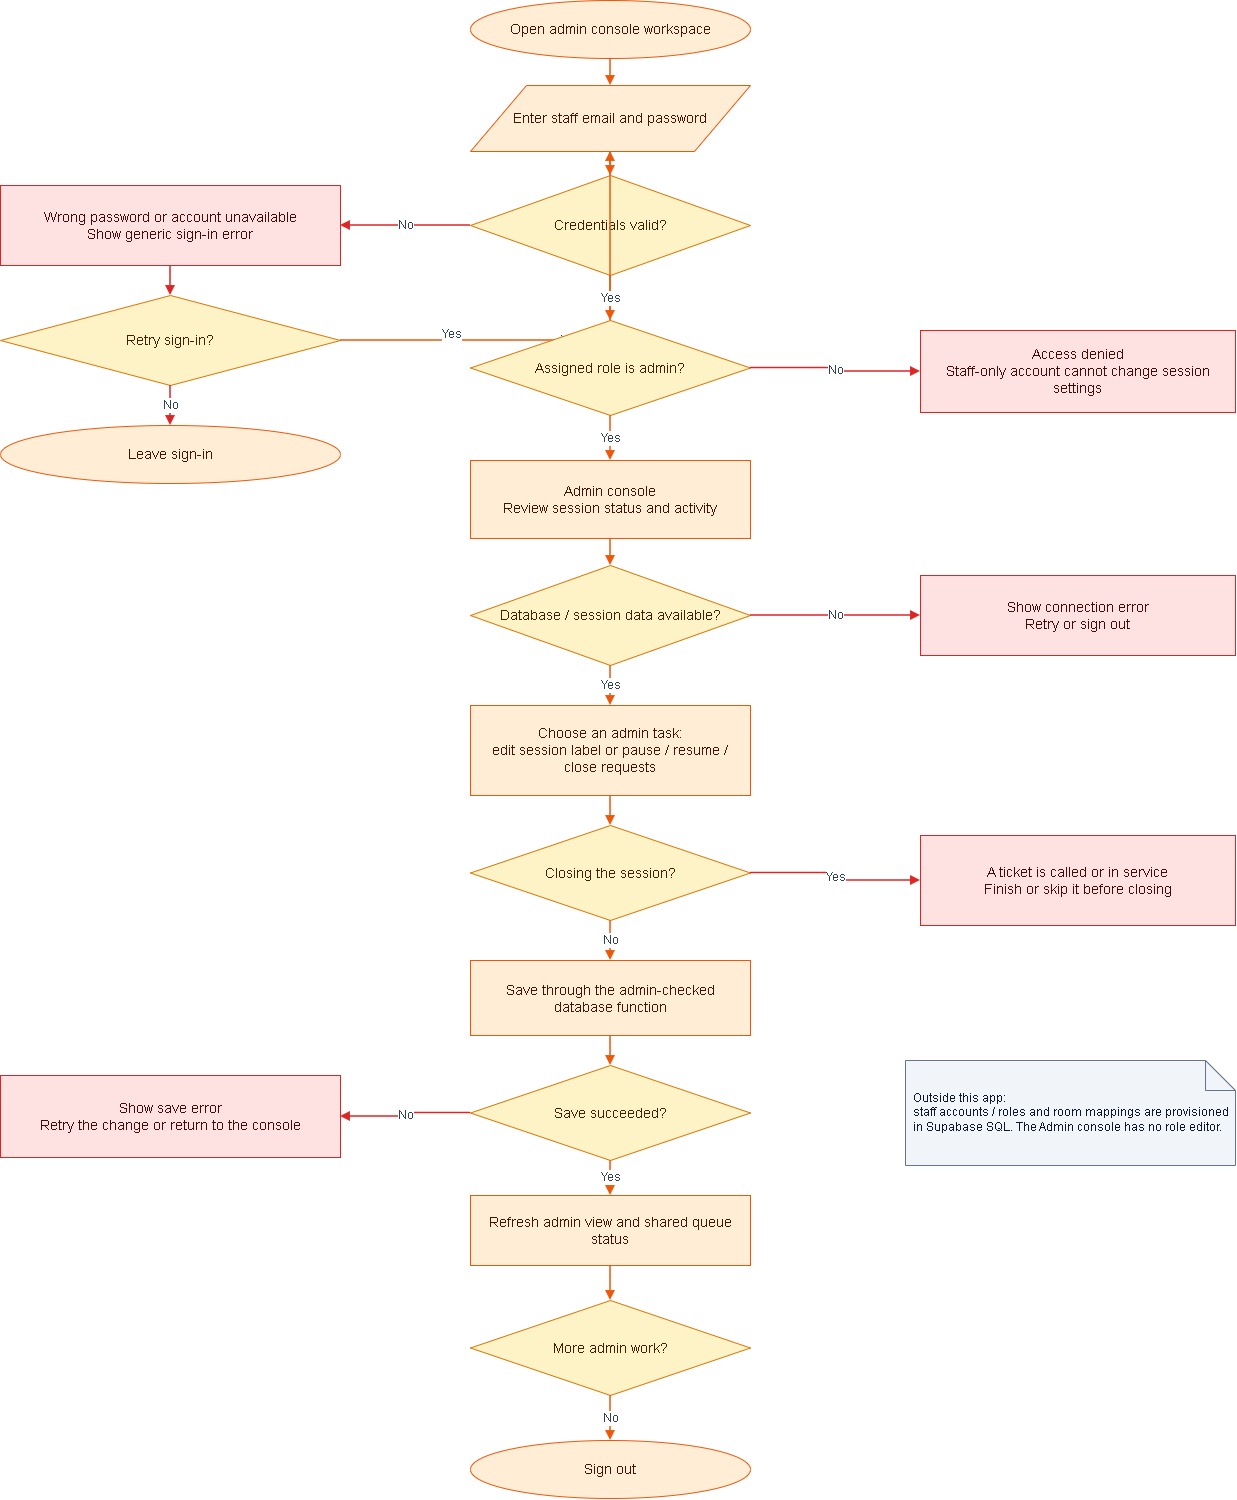 Open admin console workspace
Enter staff email and password
Credentials valid?
No
Wrong password or account unavailable
Show generic sign-in error
Yes
Retry sign-in?
Yes
No
Leave sign-in
Assigned role is admin?
No
Access denied
Staff-only account cannot change session
settings
Yes
Admin console
Review session status and activity
Database / session data available?
No
Show connection error
Retry or sign out
Yes
Choose an admin task:
edit session label or pause / resume /
close requests
Closing the session?
Yes
A ticket is called or in service
Finish or skip it before closing
No
Save through the admin-checked
database function
Outside this app:
staff accounts / roles and room mappings are provisioned
in Supabase SQL. The Admin console has no role editor.
Save succeeded?
No
Show save error
Retry the change or return to the console
Yes
Refresh admin view and shared queue
status
More admin work?
No
Sign out